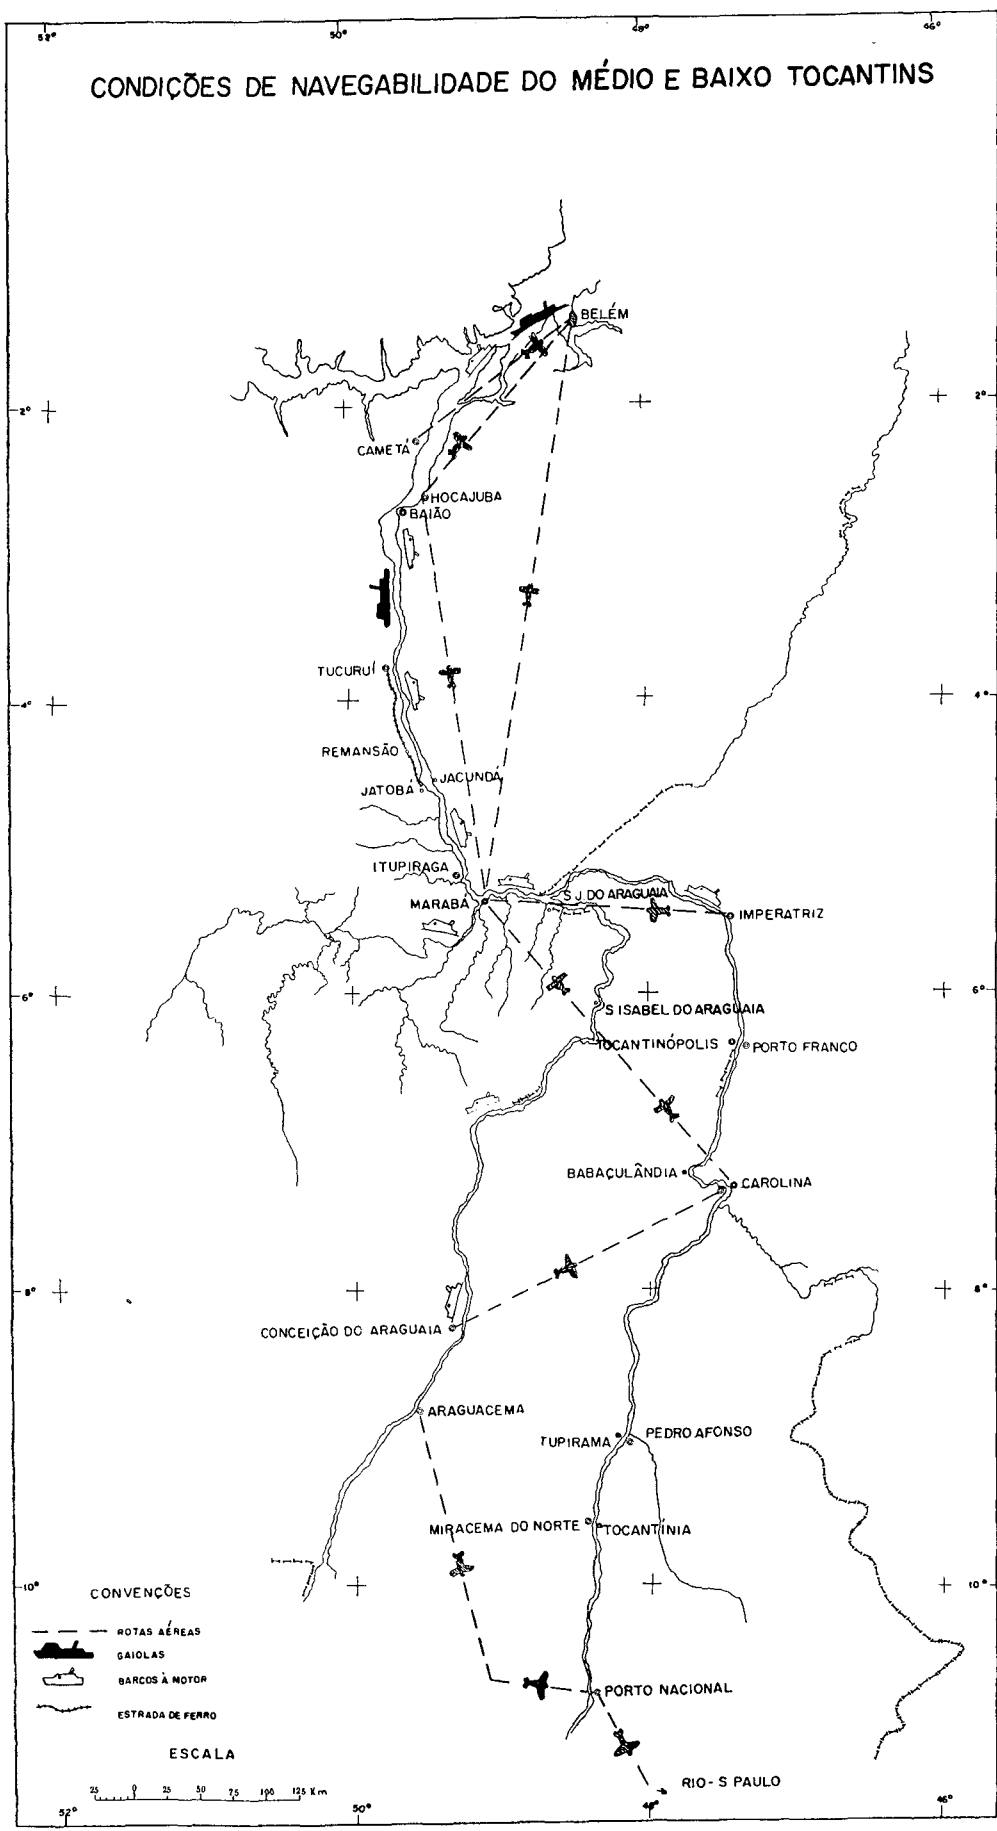 52° 50° 48° 46°
CONDIÇÕES DE NAVEGABILIDADE DO MÉDIO E BAIXO TOCANTINS
BELÉM
2° 2°
CAMETÁ
HOCAJUBA
BAIÃO
TUCURUÍ
4° 4°
REMANSÃO
JACUNDÁ
JATOBÁ
ITUPIRAGA
S J. DO ARAGUAIA
MARABÁ
IMPERATRIZ
6° 6°
S ISABEL DO ARAGUAIA
TOCANTINÓPOLIS
PORTO FRANCO
BABAÇULÂNDIA
CAROLINA
8° 8°
CONCEIÇÃO DO ARAGUAIA
ARAGUACEMA
TUPIRAMA
PEDRO AFONSO
MIRACEMA DO NORTE
TOCANTÍNIA
10° 10°
CONVENÇÕES
ROTAS AÉREAS
GAIOLAS
BARCOS À MOTOR
ESTRADA DE FERRO
PORTO NACIONAL
ESCALA
RIO - S PAULO
25 0 25 50 75 100 125 Km
52° 50° 48° 46°